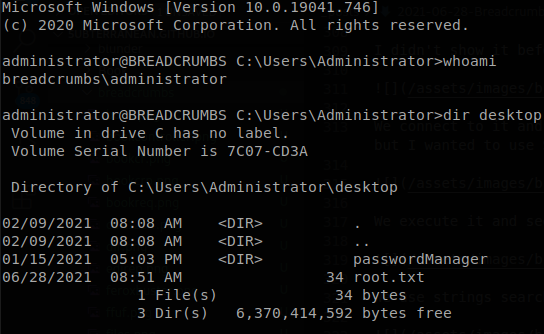 Microsoft Windows [Version 10.0.19041.746]
(c) 2020 Microsoft Corporation. All rights reserved.
administrator@BREADCRUMBS C:\Users\Administrator>whoami
breadcrumbs\administrator
administrator@BREADCRUMBS C:\Users\Administrator>dir desktop
 Volume in drive C has no label.
 Volume Serial Number is 7C07-CD3A
 Directory of C:\Users\Administrator\desktop
02/09/2021  08:08 AM    <DIR>          .
02/09/2021  08:08 AM    <DIR>          ..
01/15/2021  05:03 PM    <DIR>          passwordManager
06/28/2021  08:51 AM                34 root.txt
               1 File(s)             34 bytes
               3 Dir(s)   6,370,414,592 bytes free